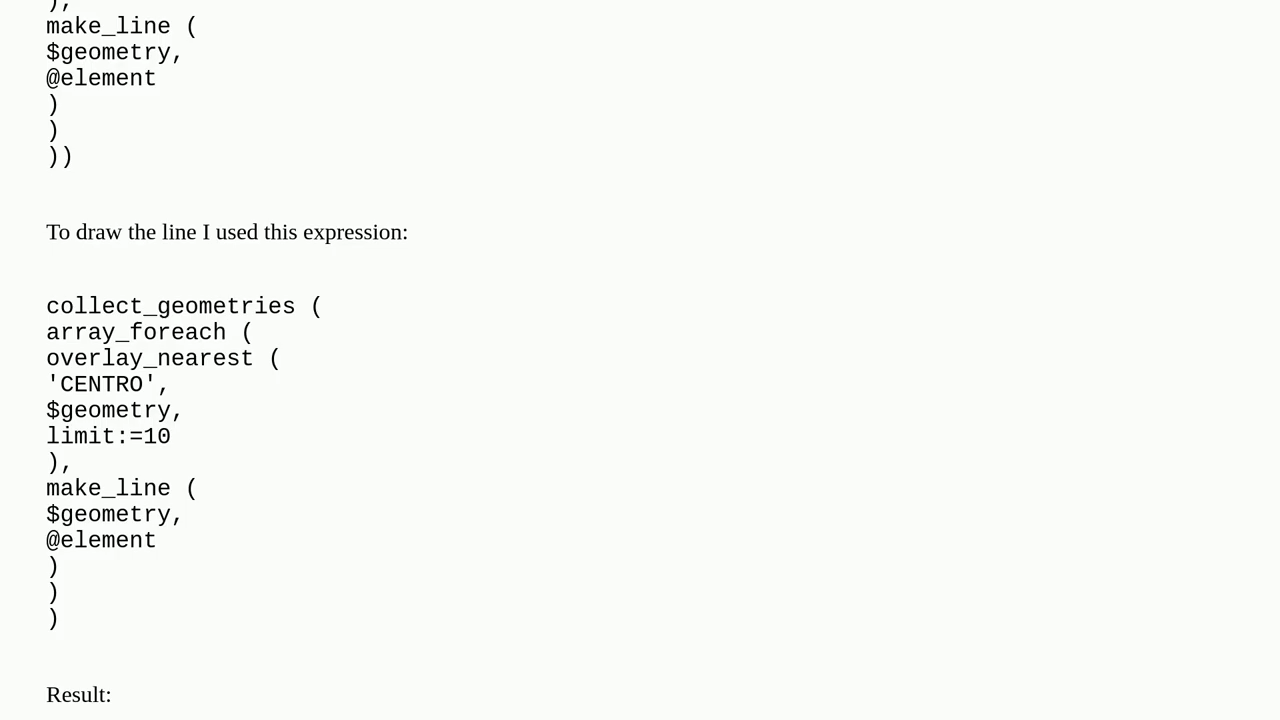 ),
make_line (
$geometry,
@element
)
)
))
To draw the line I used this expression:
collect_geometries (
array_foreach (
overlay_nearest (
'CENTRO',
$geometry,
limit:=10
),
make_line (
$geometry,
@element
)
)
)
Result: